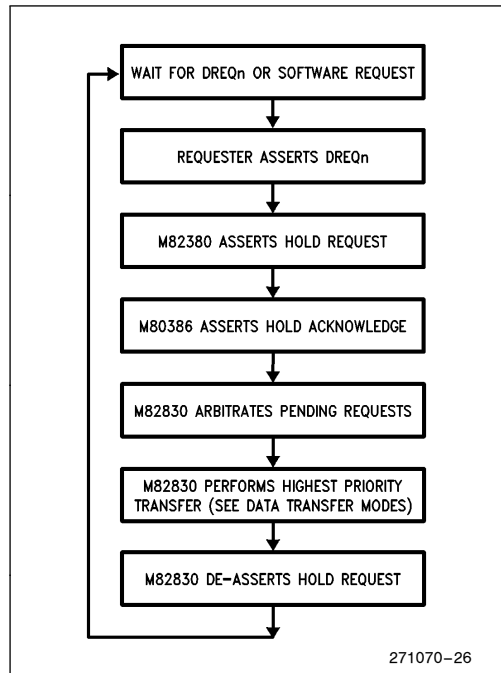 WAIT FOR DREQn OR SOFTWARE REQUEST
REQUESTER ASSERTS DREQn
M82380 ASSERTS HOLD REQUEST
M80386 ASSERTS HOLD ACKNOWLEDGE
M82830 ARBITRATES PENDING REQUESTS
M82830 PERFORMS HIGHEST PRIORITY
TRANSFER (SEE DATA TRANSFER MODES)
M82830 DE-ASSERTS HOLD REQUEST
271070-26